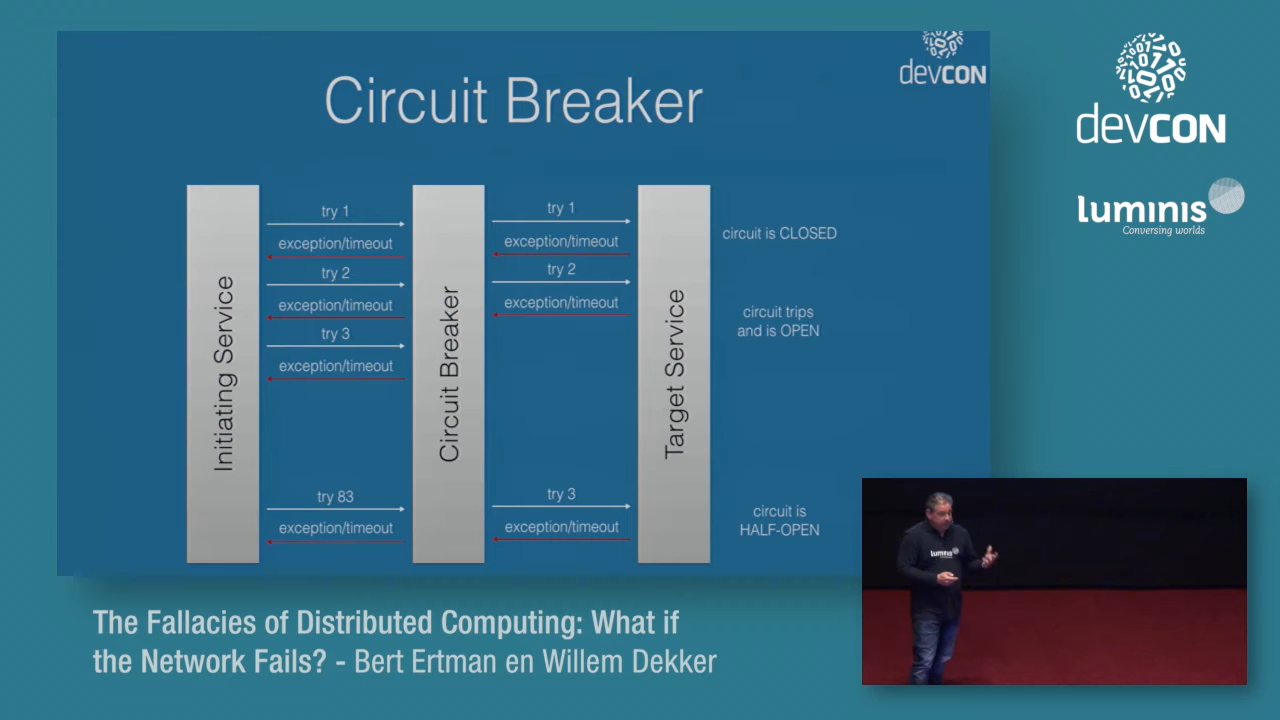 devcon
Circuit Breaker
Initiating Service
try 1
exception/timeout
try 2
exception/timeout
try 3
exception/timeout
try 83
exception/timeout
Circuit Breaker
try 1
exception/timeout
try 2
exception/timeout
try 3
exception/timeout
Target Service
circuit is CLOSED
circuit trips
and is OPEN
circuit is
HALF-OPEN
devcon
luminis
Conversing worlds
luminis
The Fallacies of Distributed Computing: What if
the Network Fails? - Bert Ertman en Willem Dekker